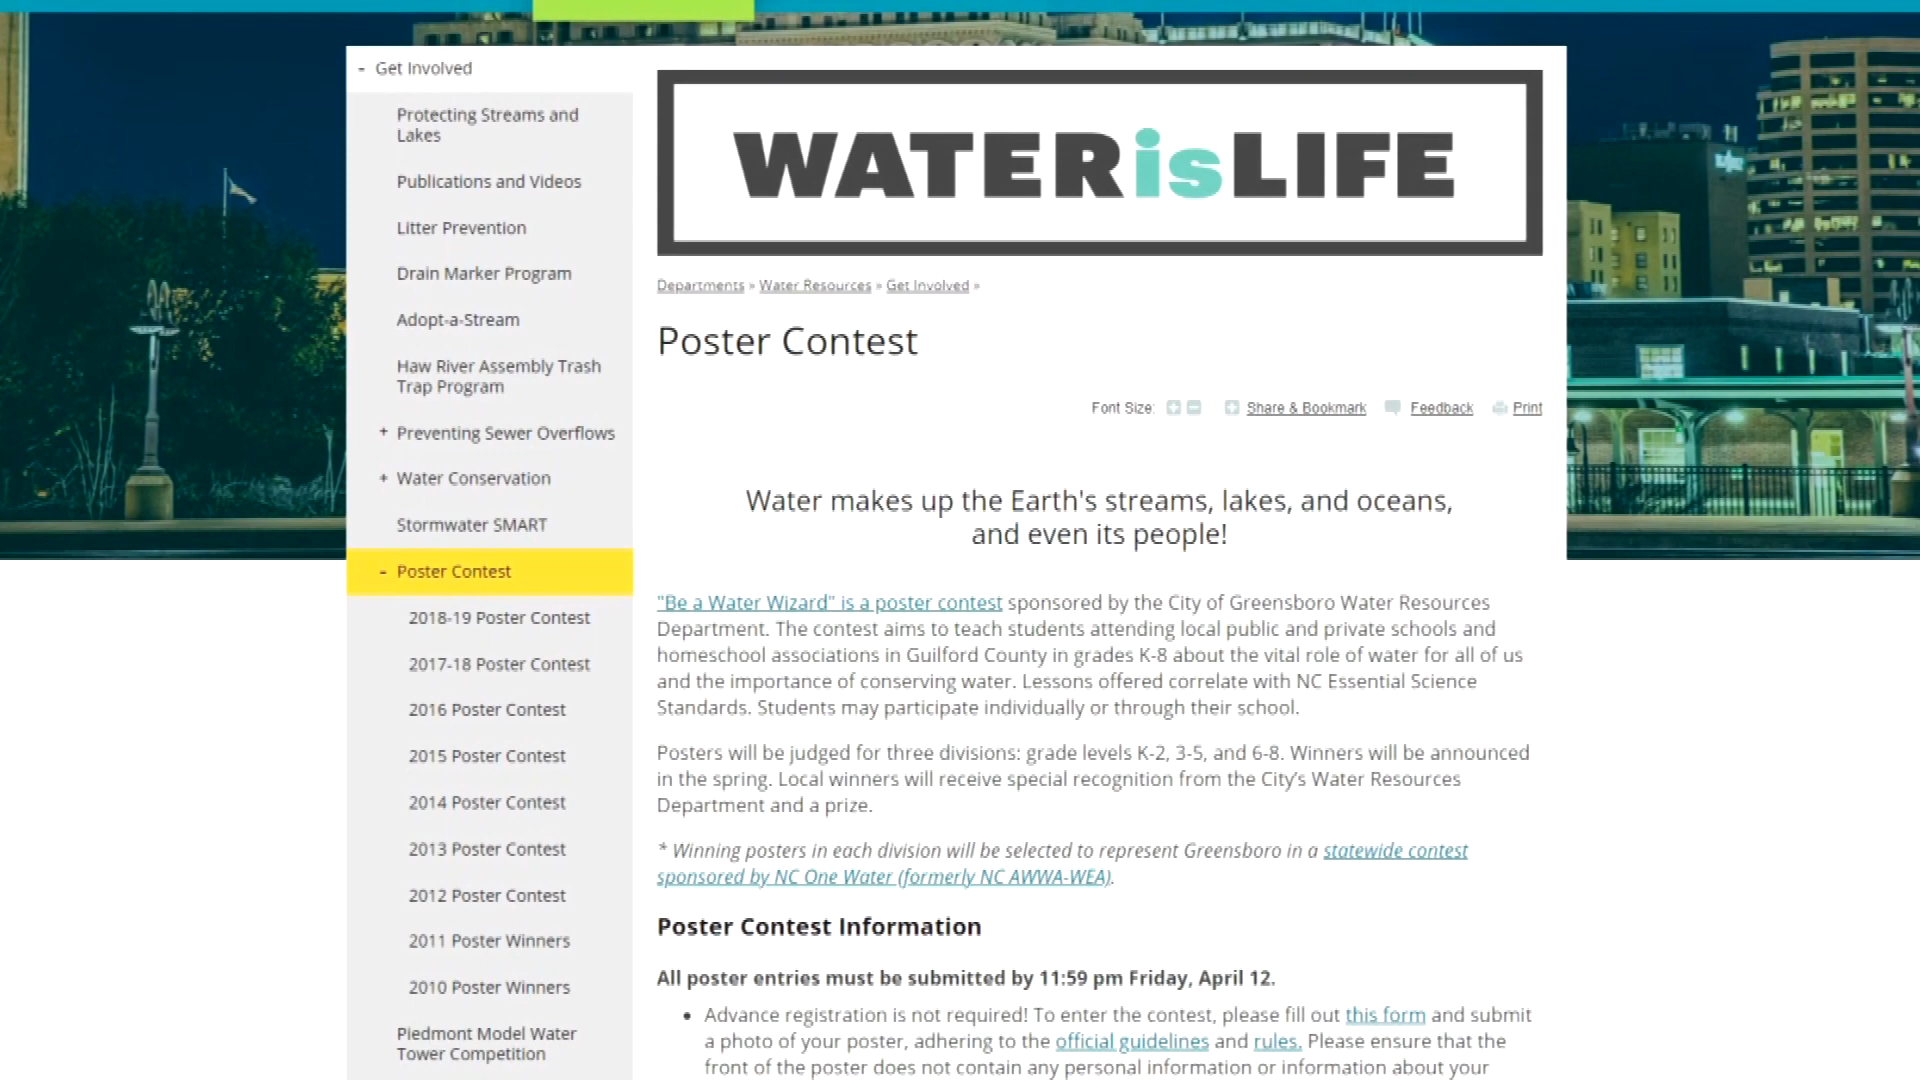 - Get Involved
Protecting Streams and
Lakes
Publications and Videos
Litter Prevention
Drain Marker Program
Adopt-a-Stream
Haw River Assembly Trash
Trap Program
+ Preventing Sewer Overflows
+ Water Conservation
Stormwater SMART
- Poster Contest
2018-19 Poster Contest
2017-18 Poster Contest
2016 Poster Contest
2015 Poster Contest
2014 Poster Contest
2013 Poster Contest
2012 Poster Contest
2011 Poster Winners
2010 Poster Winners
Piedmont Model Water
Tower Competition
WATERisLIFE
Departments » Water Resources » Get Involved »
Poster Contest
Font Size: Share & Bookmark Feedback Print
Water makes up the Earth's streams, lakes, and oceans,
and even its people!
"Be a Water Wizard" is a poster contest sponsored by the City of Greensboro Water Resources
Department. The contest aims to teach students attending local public and private schools and
homeschool associations in Guilford County in grades K-8 about the vital role of water for all of us
and the importance of conserving water. Lessons offered correlate with NC Essential Science
Standards. Students may participate individually or through their school.
Posters will be judged for three divisions: grade levels K-2, 3-5, and 6-8. Winners will be announced
in the spring. Local winners will receive special recognition from the City’s Water Resources
Department and a prize.
* Winning posters in each division will be selected to represent Greensboro in a statewide contest
sponsored by NC One Water (formerly NC AWWA-WEA).
Poster Contest Information
All poster entries must be submitted by 11:59 pm Friday, April 12.
• Advance registration is not required! To enter the contest, please fill out this form and submit
a photo of your poster, adhering to the official guidelines and rules. Please ensure that the
front of the poster does not contain any personal information or information about your